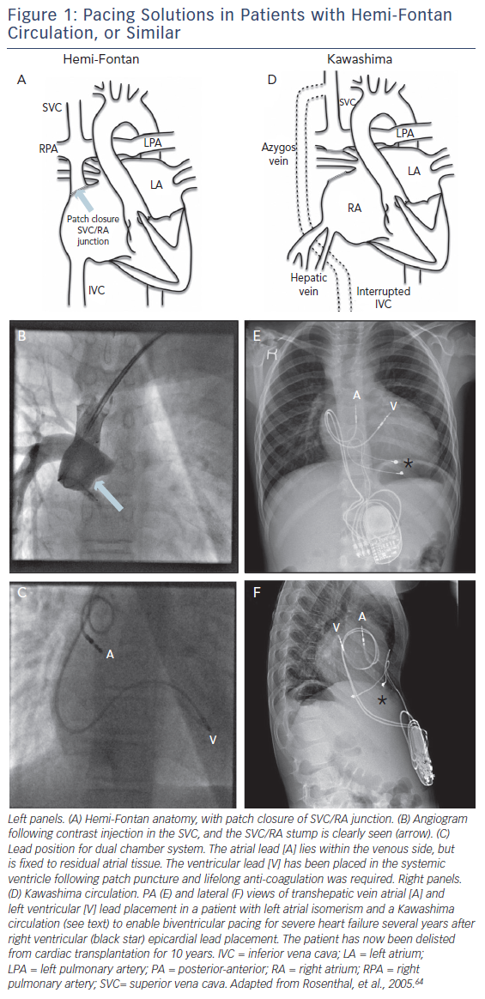 Figure 1: Pacing Solutions in Patients with Hemi-Fontan
Circulation, or Similar
Hemi-Fontan
Kawashima
A
SVC
RPA
LPA
LA
Patch closure
SVC/RA
junction
IVC
D
SVC
LPA
Azygos
vein
LA
RA
Hepatic
vein
Interrupted
IVC
B
E
A
V
*
C
A
V
F
V
A
*
Left panels. (A) Hemi-Fontan anatomy, with patch closure of SVC/RA junction. (B) Angiogram
following contrast injection in the SVC, and the SVC/RA stump is clearly seen (arrow). (C)
Lead position for dual chamber system. The atrial lead [A] lies within the venous side, but
is fixed to residual atrial tissue. The ventricular lead [V] has been placed in the systemic
ventricle following patch puncture and lifelong anti-coagulation was required. Right panels.
(D) Kawashima circulation. PA (E) and lateral (F) views of transhepatic vein atrial [A] and
left ventricular [V] lead placement in a patient with left atrial isomerism and a Kawashima
circulation (see text) to enable biventricular pacing for severe heart failure several years after
right ventricular (black star) epicardial lead placement. The patient has now been delisted
from cardiac transplantation for 10 years. IVC = inferior vena cava; LA = left atrium;
LPA = left pulmonary artery; PA = posterior-anterior; RA = right atrium; RPA = right
pulmonary artery; SVC= superior vena cava. Adapted from Rosenthal, et al., 2005.⁶⁴